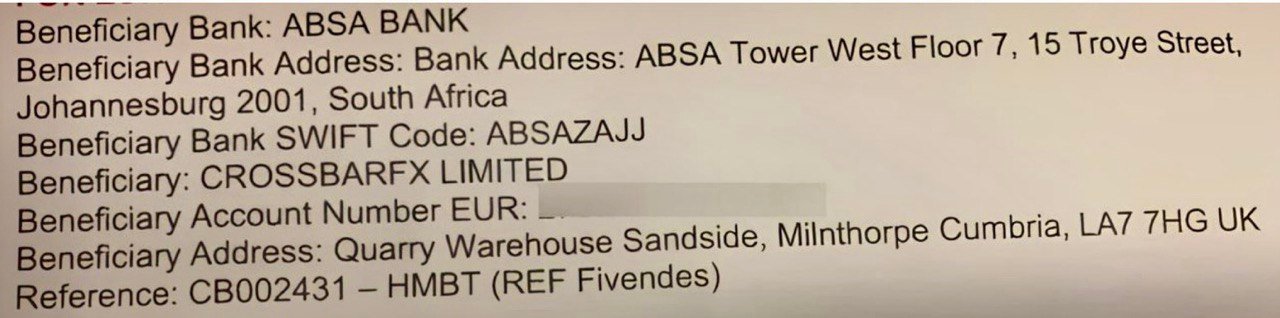 Beneficiary Bank: ABSA BANK
Beneficiary Bank Address: Bank Address: ABSA Tower West Floor 7, 15 Troye Street,
Johannesburg 2001, South Africa
Beneficiary Bank SWIFT Code: ABSAZAJJ
Beneficiary: CROSSBARFX LIMITED
Beneficiary Account Number EUR:
Beneficiary Address: Quarry Warehouse Sandside, Milnthorpe Cumbria, LA7 7HG UK
Reference: CB002431 – HMBT (REF Fivendes)